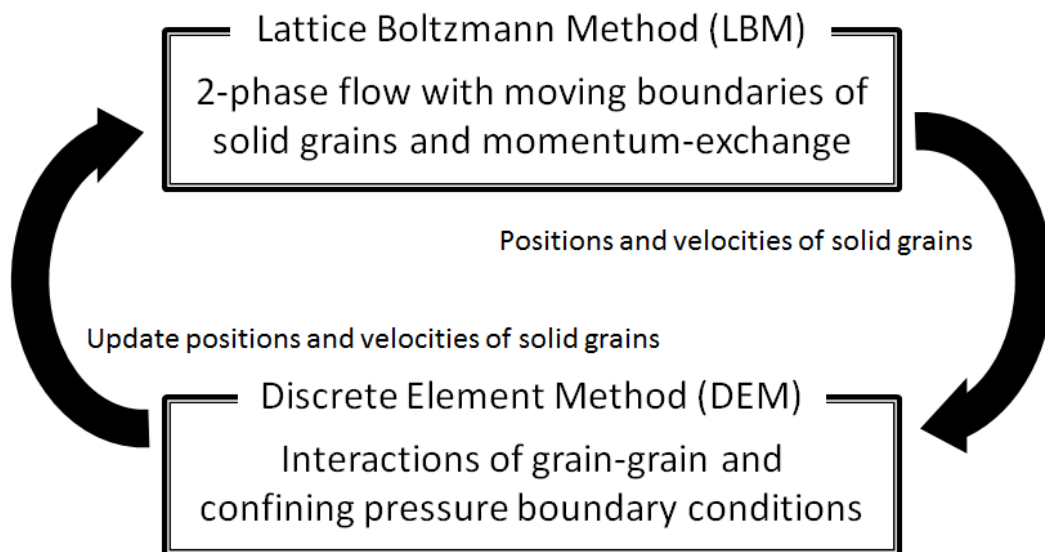 Lattice Boltzmann Method (LBM)
2-phase flow with moving boundaries of
solid grains and momentum-exchange
Positions and velocities of solid grains
Update positions and velocities of solid grains
Discrete Element Method (DEM)
Interactions of grain-grain and
confining pressure boundary conditions